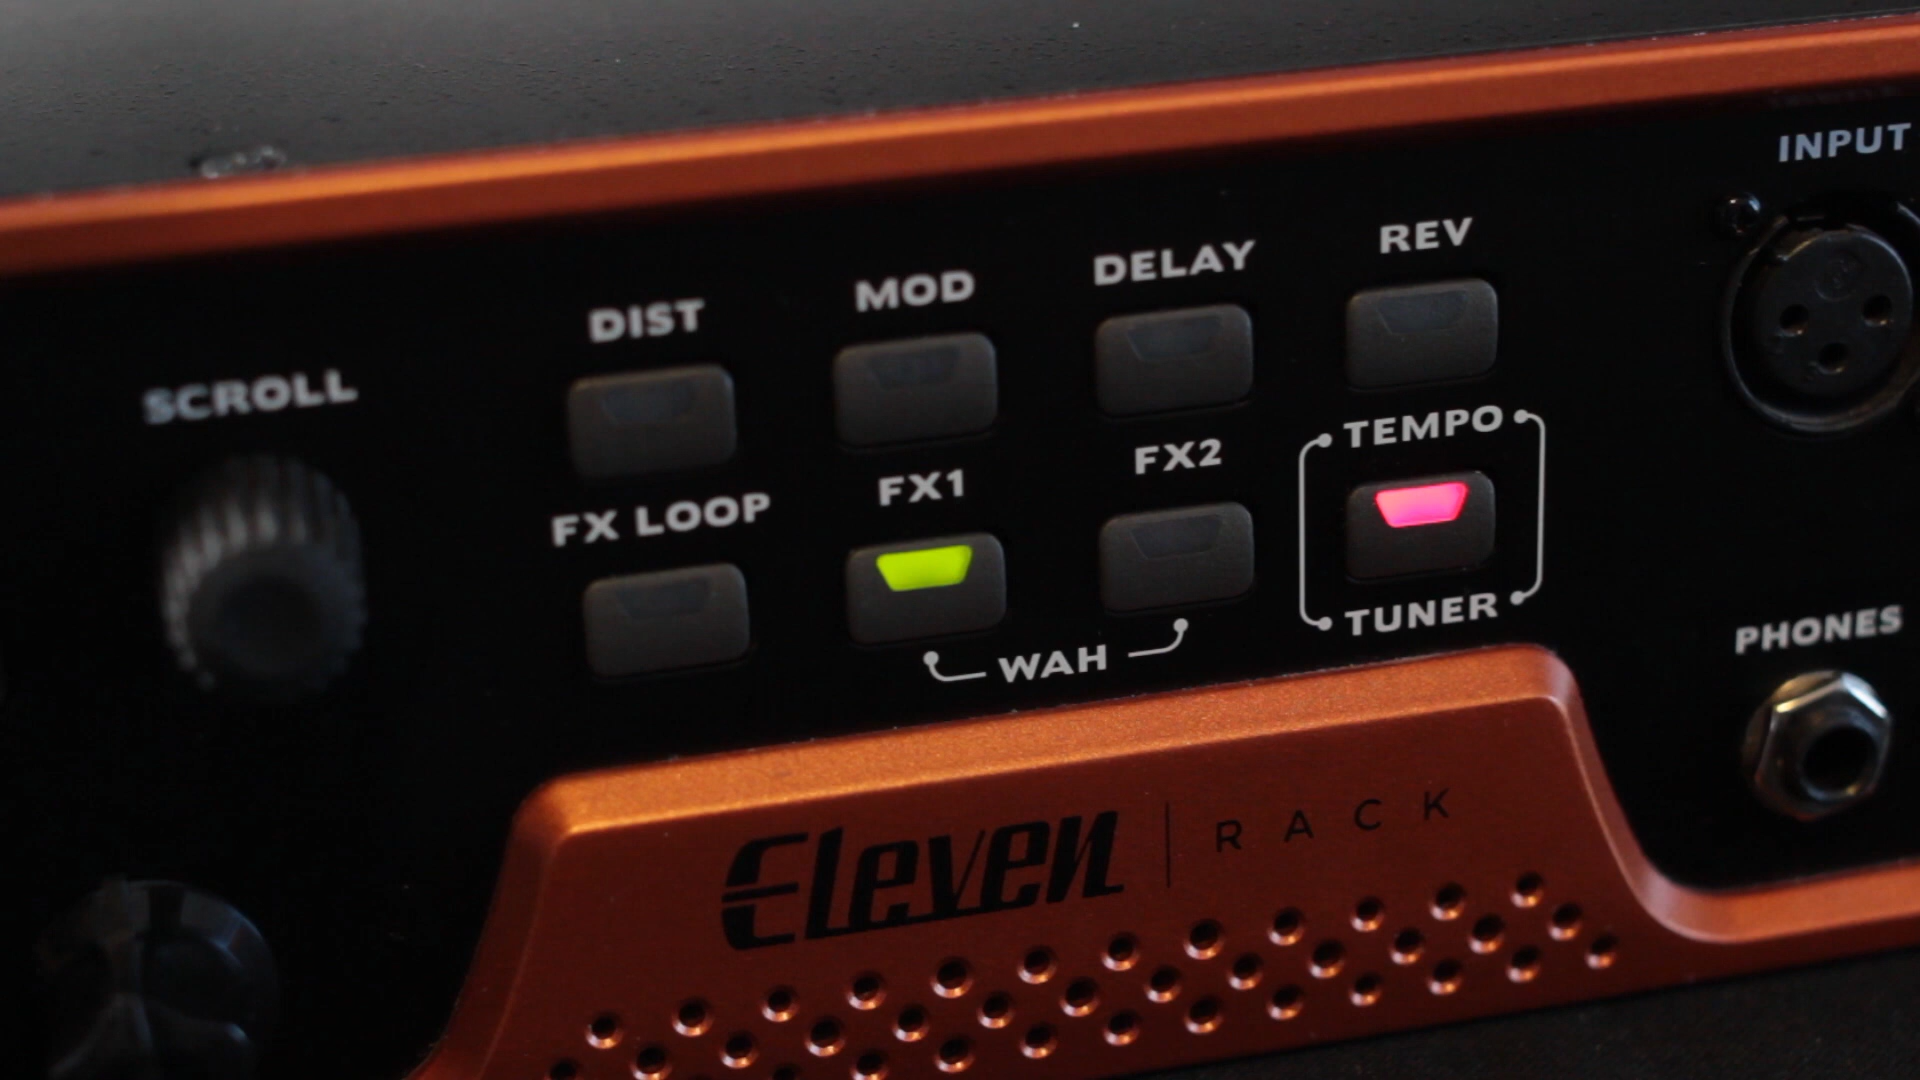 INPUT
REV
DELAY
MOD
DIST
SCROLL
TEMPO
FX2
FX1
FX LOOP
TUNER
WAH
PHONES
Eleven | RACK